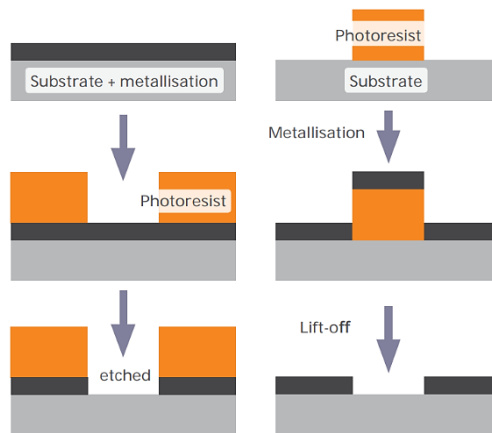 Substrate + metallisation
Photoresist
etched
Photoresist
Substrate
Metallisation
Lift-off